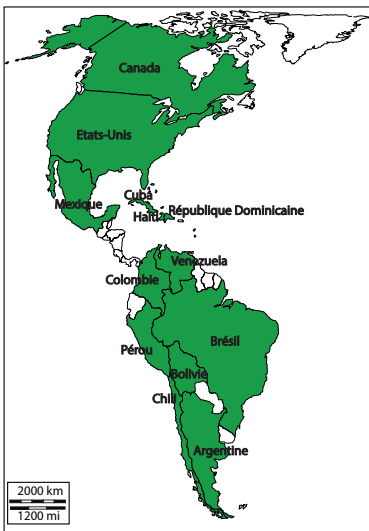 Canada
Etats-Unis
Cuba
Mexique
Haïti
République Dominicaine
Venezuela
Colombie
Brésil
Pérou
Bolivie
Chili
Argentine
2000 km
1200 mi